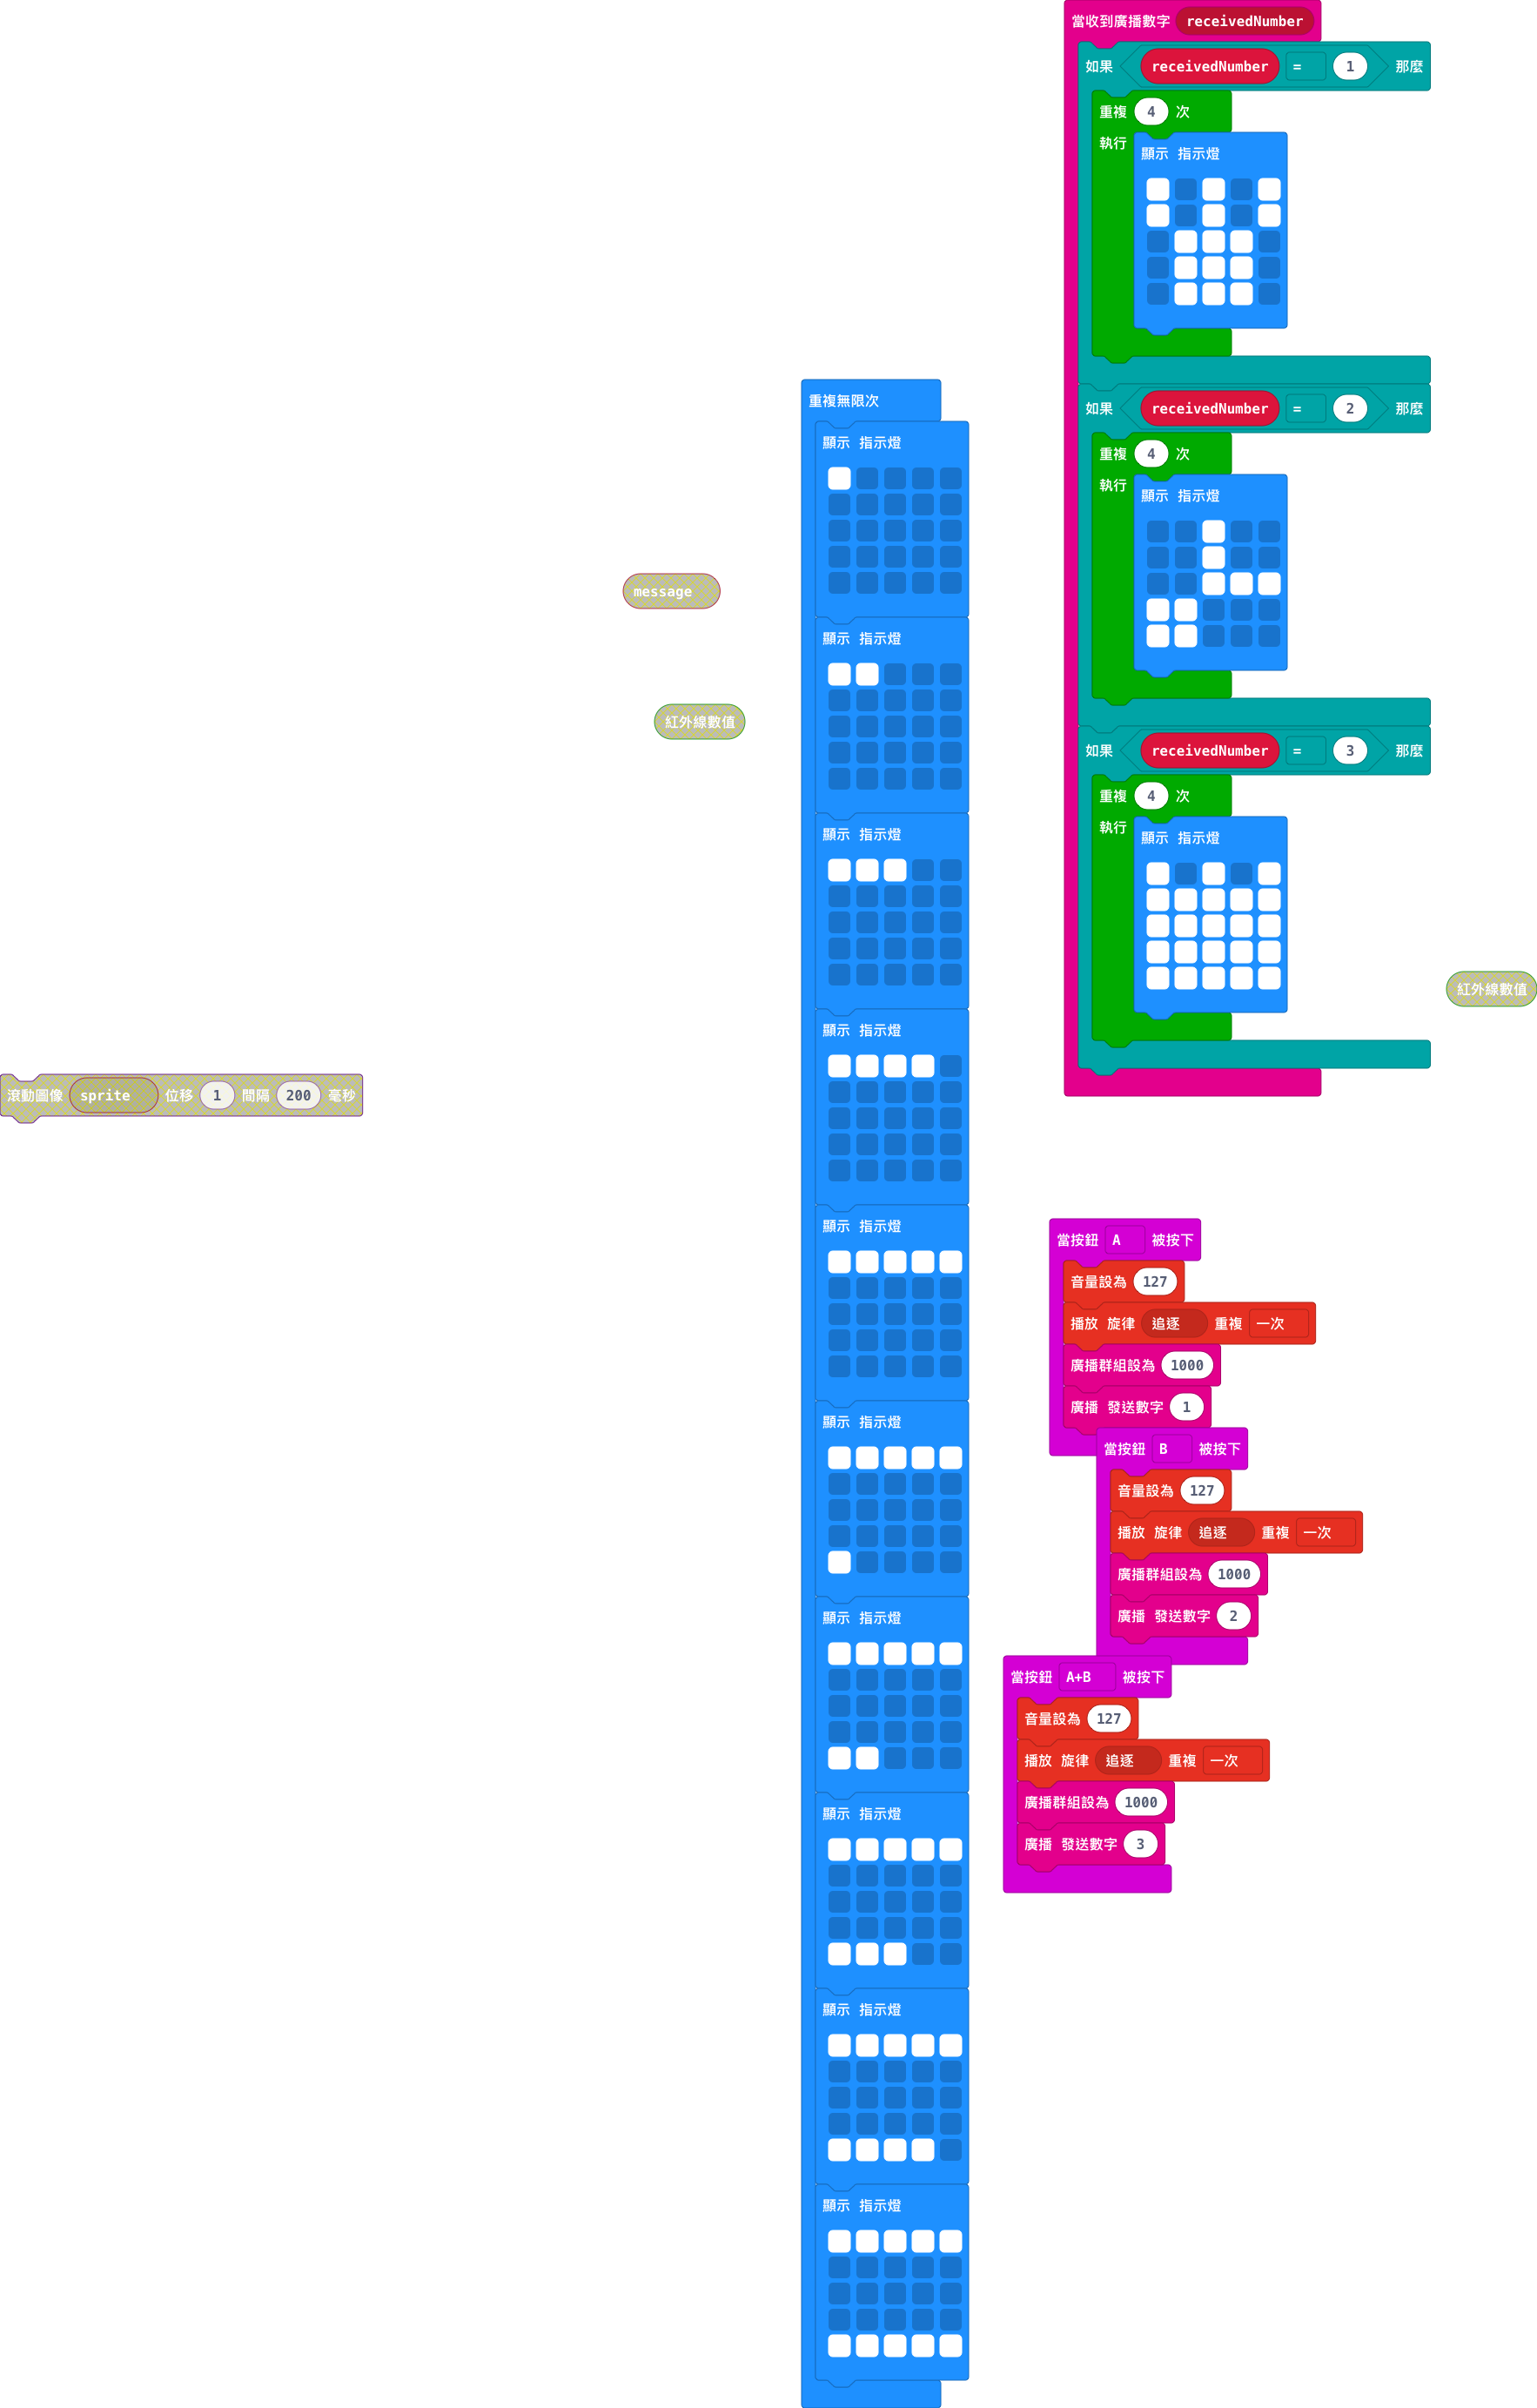 當收到廣播數字 receivedNumber
如果 receivedNumber = 1 那麼
重複 4 次
執行 顯示 指示燈
如果 receivedNumber = 2 那麼
重複 4 次
執行 顯示 指示燈
如果 receivedNumber = 3 那麼
重複 4 次
執行 顯示 指示燈
重複無限次
顯示 指示燈
顯示 指示燈
顯示 指示燈
顯示 指示燈
顯示 指示燈
顯示 指示燈
顯示 指示燈
顯示 指示燈
顯示 指示燈
顯示 指示燈
message
紅外線數值
紅外線數值
滾動圖像 sprite 位移 1 間隔 200 毫秒
當按鈕 A 被按下
音量設為 127
播放 旋律 追逐 重複 一次
廣播群組設為 1000
廣播 發送數字 1
當按鈕 B 被按下
音量設為 127
播放 旋律 追逐 重複 一次
廣播群組設為 1000
廣播 發送數字 2
當按鈕 A+B 被按下
音量設為 127
播放 旋律 追逐 重複 一次
廣播群組設為 1000
廣播 發送數字 3